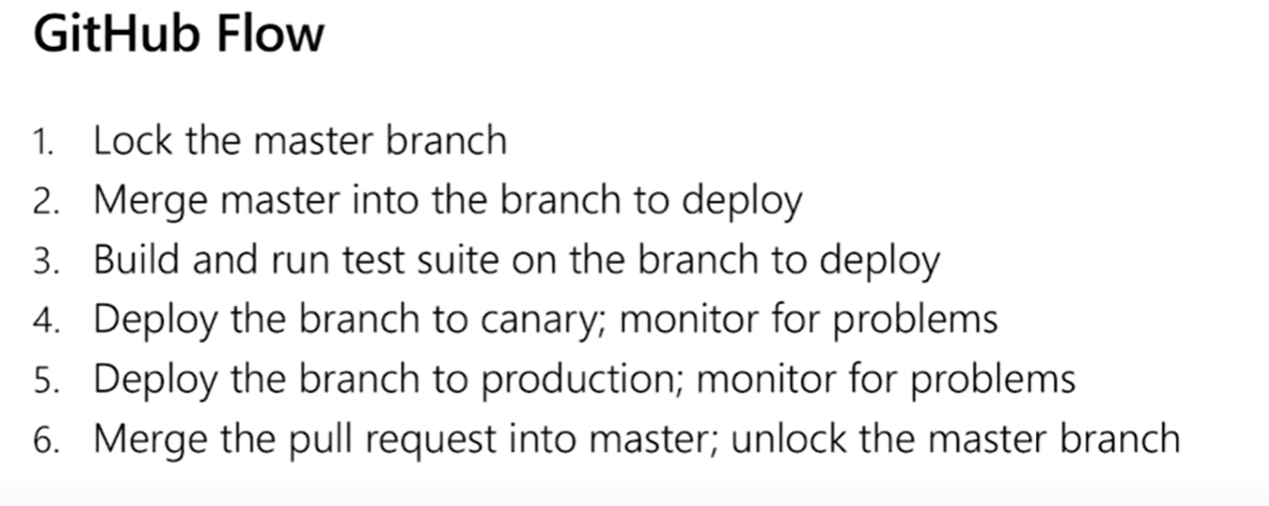 GitHub Flow
1. Lock the master branch
2. Merge master into the branch to deploy
3. Build and run test suite on the branch to deploy
4. Deploy the branch to canary; monitor for problems
5. Deploy the branch to production; monitor for problems
6. Merge the pull request into master; unlock the master branch